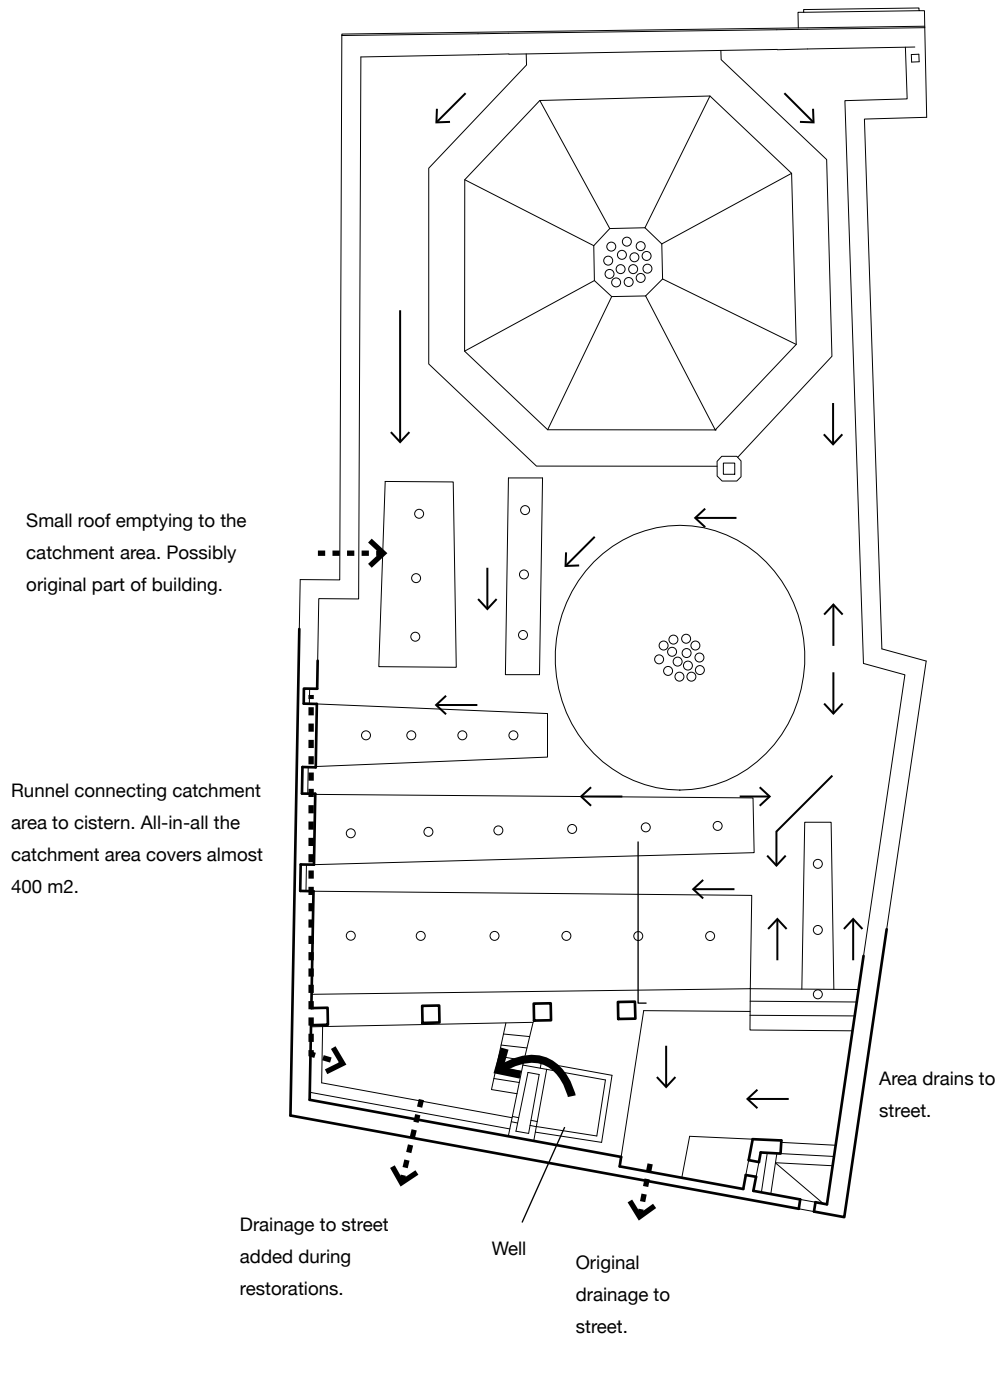 Small roof emptying to the
catchment area. Possibly
original part of building.
Runnel connecting catchment
area to cistern. All-in-all the
catchment area covers almost
400 m2.
Area drains to
street.
Drainage to street
added during
restorations.
Well
Original
drainage to
street.